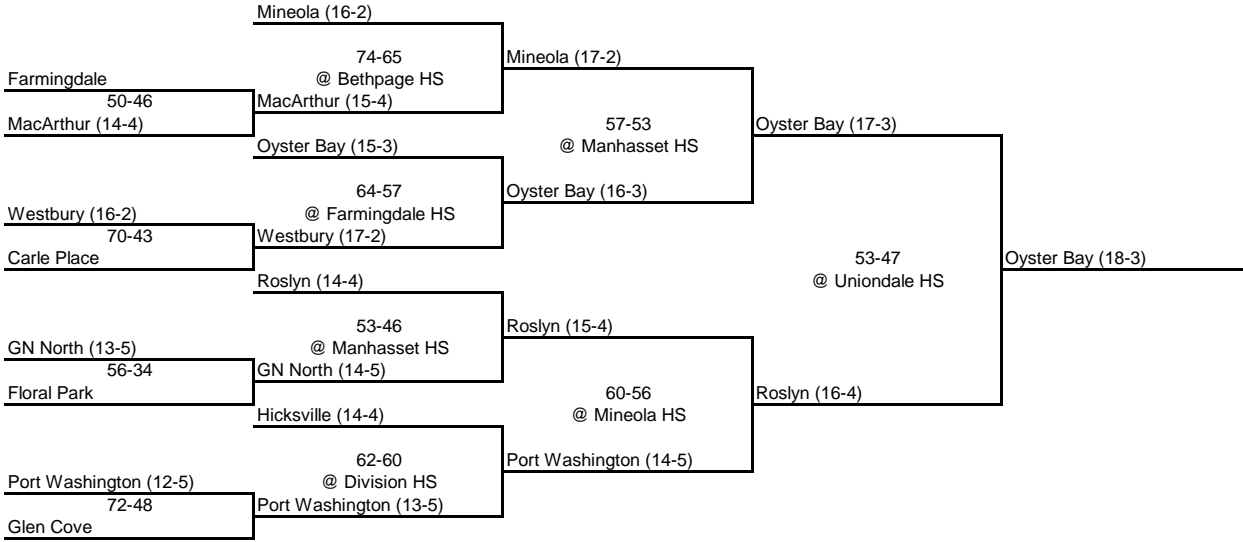 Mineola (16-2)
74-65
@ Bethpage HS
Mineola (17-2)
Farmingdale
50-46
MacArthur (15-4)
MacArthur (14-4)
57-53
@ Manhasset HS
Oyster Bay (17-3)
Oyster Bay (15-3)
64-57
@ Farmingdale HS
Oyster Bay (16-3)
Westbury (16-2)
70-43
Westbury (17-2)
Carle Place
53-47
@ Uniondale HS
Oyster Bay (18-3)
Roslyn (14-4)
53-46
@ Manhasset HS
Roslyn (15-4)
GN North (13-5)
56-34
GN North (14-5)
Floral Park
60-56
@ Mineola HS
Roslyn (16-4)
Hicksville (14-4)
62-60
@ Division HS
Port Washington (14-5)
Port Washington (12-5)
72-48
Port Washington (13-5)
Glen Cove